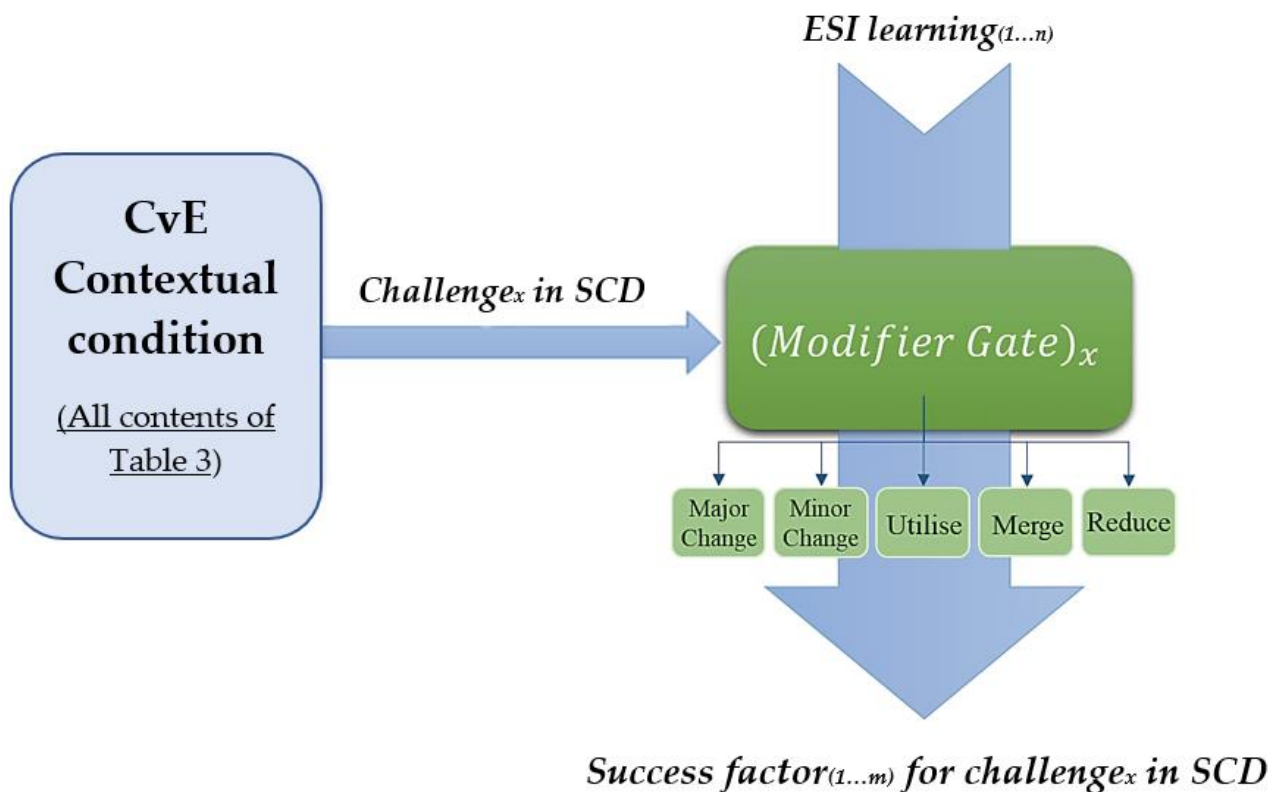 ESI learning(1...n)
CvE
Contextual
condition
(All contents of
Table 3)
Challengex in SCD
(Modifier Gate)x
Major
Change
Minor
Change
Utilise
Merge
Reduce
Success factor(1...m) for challengex in SCD